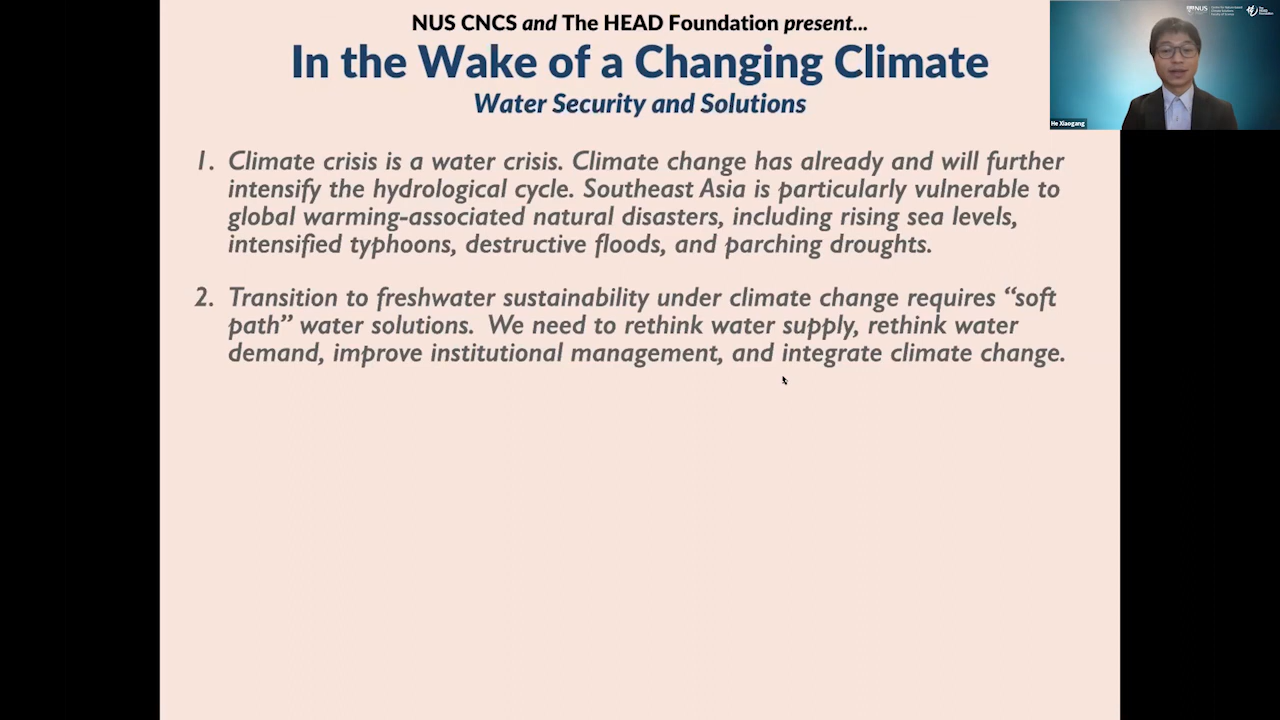 NUS CNCS and The HEAD Foundation present...
In the Wake of a Changing Climate
Water Security and Solutions
1. Climate crisis is a water crisis. Climate change has already and will further
intensify the hydrological cycle. Southeast Asia is particularly vulnerable to
global warming-associated natural disasters, including rising sea levels,
intensified typhoons, destructive floods, and parching droughts.
2. Transition to freshwater sustainability under climate change requires “soft
path” water solutions. We need to rethink water supply, rethink water
demand, improve institutional management, and integrate climate change.
NUS
He Xiaogang